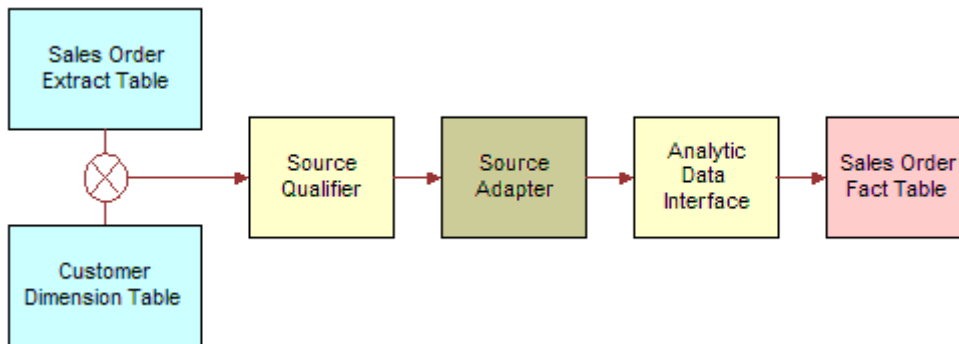 Sales Order
Extract Table
Source
Qualifier
Source
Adapter
Analytic
Data
Interface
Sales Order
Fact Table
Customer
Dimension Table